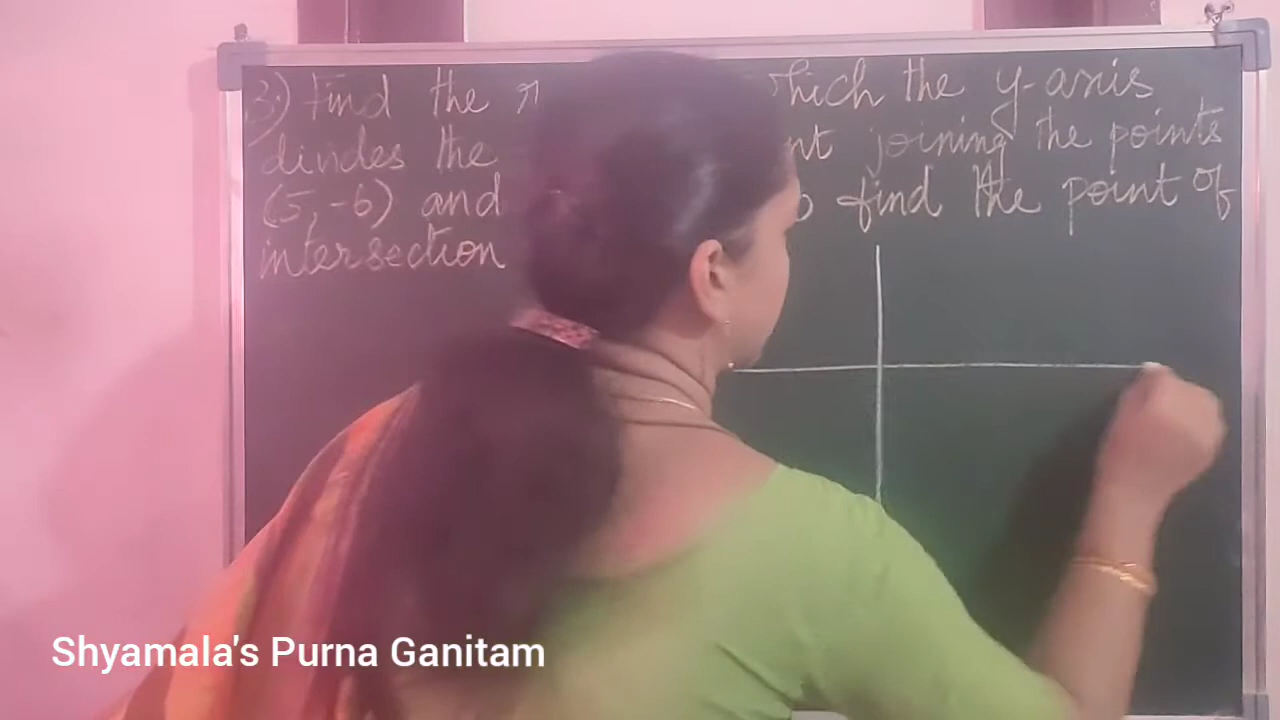 3) Find the which the y-axis
divides the joining the points
(5,-6) and find the point of
intersection
Shyamala's Purna Ganitam